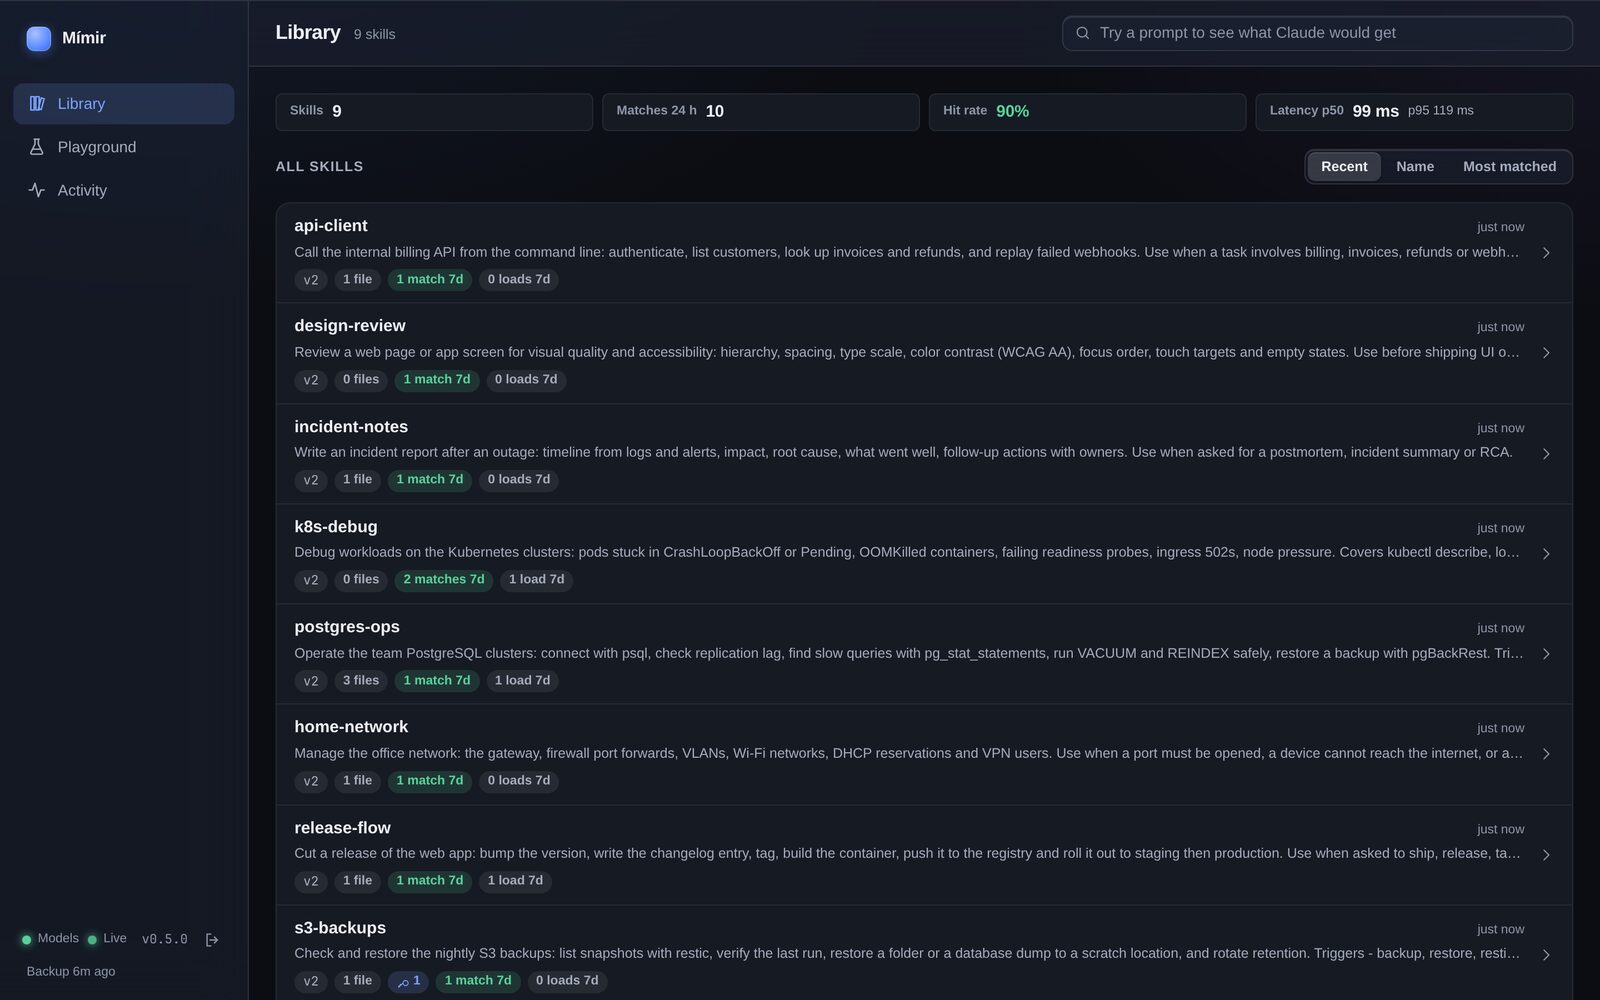 Mímir
Library
Playground
Activity
Models
Live
v0.5.0
Backup 6m ago
Library 9 skills
Try a prompt to see what Claude would get
Skills 9
Matches 24 h 10
Hit rate 90%
Latency p50 99 ms p95 119 ms
ALL SKILLS
Recent Name Most matched
api-client just now
Call the internal billing API from the command line: authenticate, list customers, look up invoices and refunds, and replay failed webhooks. Use when a task involves billing, invoices, refunds or webh…
v2 1 file 1 match 7d 0 loads 7d
design-review just now
Review a web page or app screen for visual quality and accessibility: hierarchy, spacing, type scale, color contrast (WCAG AA), focus order, touch targets and empty states. Use before shipping UI o…
v2 0 files 1 match 7d 0 loads 7d
incident-notes just now
Write an incident report after an outage: timeline from logs and alerts, impact, root cause, what went well, follow-up actions with owners. Use when asked for a postmortem, incident summary or RCA.
v2 1 file 1 match 7d 0 loads 7d
k8s-debug just now
Debug workloads on the Kubernetes clusters: pods stuck in CrashLoopBackOff or Pending, OOMKilled containers, failing readiness probes, ingress 502s, node pressure. Covers kubectl describe, lo…
v2 0 files 2 matches 7d 1 load 7d
postgres-ops just now
Operate the team PostgreSQL clusters: connect with psql, check replication lag, find slow queries with pg_stat_statements, run VACUUM and REINDEX safely, restore a backup with pgBackRest. Tri…
v2 3 files 1 match 7d 1 load 7d
home-network just now
Manage the office network: the gateway, firewall port forwards, VLANs, Wi-Fi networks, DHCP reservations and VPN users. Use when a port must be opened, a device cannot reach the internet, or a…
v2 1 file 1 match 7d 0 loads 7d
release-flow just now
Cut a release of the web app: bump the version, write the changelog entry, tag, build the container, push it to the registry and roll it out to staging then production. Use when asked to ship, release, ta…
v2 1 file 1 match 7d 1 load 7d
s3-backups just now
Check and restore the nightly S3 backups: list snapshots with restic, verify the last run, restore a folder or a database dump to a scratch location, and rotate retention. Triggers - backup, restore, resti…
v2 1 file 1 1 match 7d 0 loads 7d